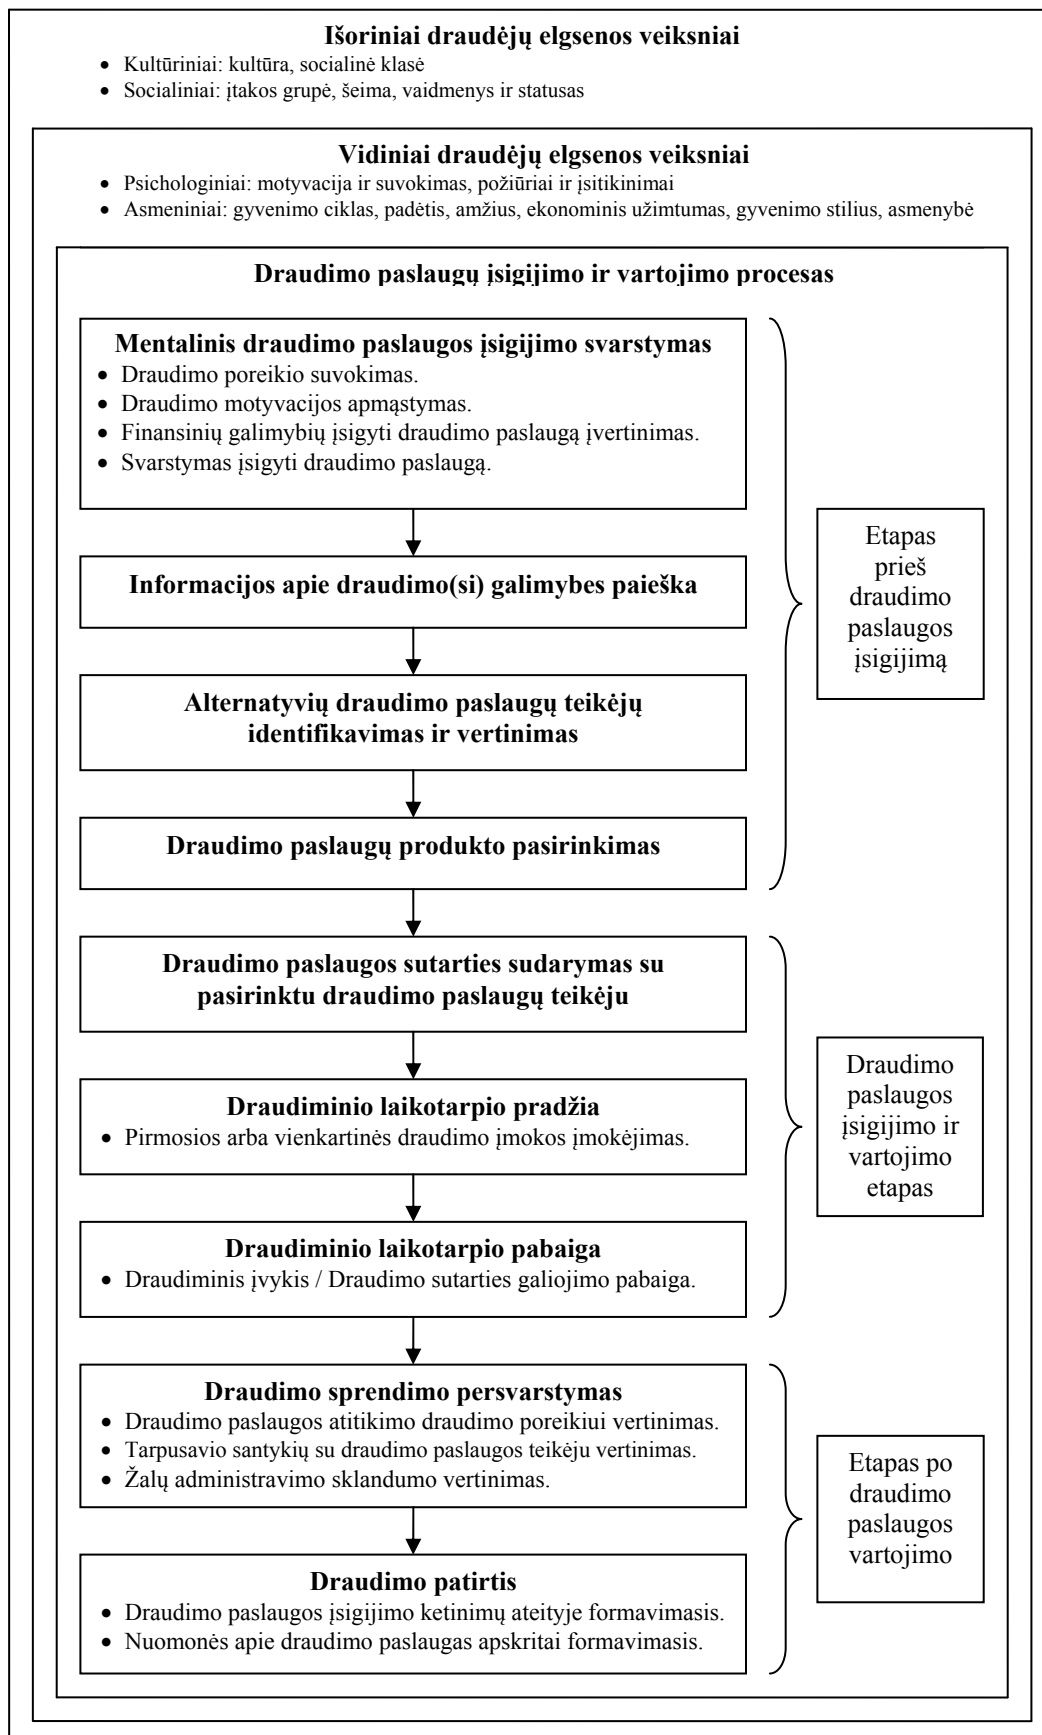 Išoriniai draudėjų elgsenos veiksniai
• Kultūriniai: kultūra, socialinė klasė
• Socialiniai: įtakos grupė, šeima, vaidmenys ir statusas
Vidiniai draudėjų elgsenos veiksniai
• Psichologiniai: motyvacija ir suvokimas, požiūriai ir įsitikinimai
• Asmeniniai: gyvenimo ciklas, padėtis, amžius, ekonominis užimtumas, gyvenimo stilius, asmenybė
Draudimo paslaugų įsigijimo ir vartojimo procesas
Mentalinis draudimo paslaugos įsigijimo svarstymas
• Draudimo poreikio suvokimas.
• Draudimo motyvacijos apmąstymas.
• Finansinių galimybių įsigyti draudimo paslaugą įvertinimas.
• Svarstymas įsigyti draudimo paslaugą.
Informacijos apie draudimo(si) galimybes paieška
Alternatyvių draudimo paslaugų teikėjų
identifikavimas ir vertinimas
Draudimo paslaugų produkto pasirinkimas
Etapas
prieš
draudimo
paslaugos
įsigijimą
Draudimo paslaugos sutarties sudarymas su
pasirinktu draudimo paslaugų teikėju
Draudiminio laikotarpio pradžia
• Pirmosios arba vienkartinės draudimo įmokos įmokėjimas.
Draudiminio laikotarpio pabaiga
• Draudiminis įvykis / Draudimo sutarties galiojimo pabaiga.
Draudimo
paslaugos
įsigijimo ir
vartojimo
etapas
Draudimo sprendimo persvarstymas
• Draudimo paslaugos atitikimo draudimo poreikiui vertinimas.
• Tarpusavio santykių su draudimo paslaugos teikėju vertinimas.
• Žalų administravimo sklandumo vertinimas.
Draudimo patirtis
• Draudimo paslaugos įsigijimo ketinimų ateityje formavimasis.
• Nuomonės apie draudimo paslaugas apskritai formavimasis.
Etapas po
draudimo
paslaugos
vartojimo